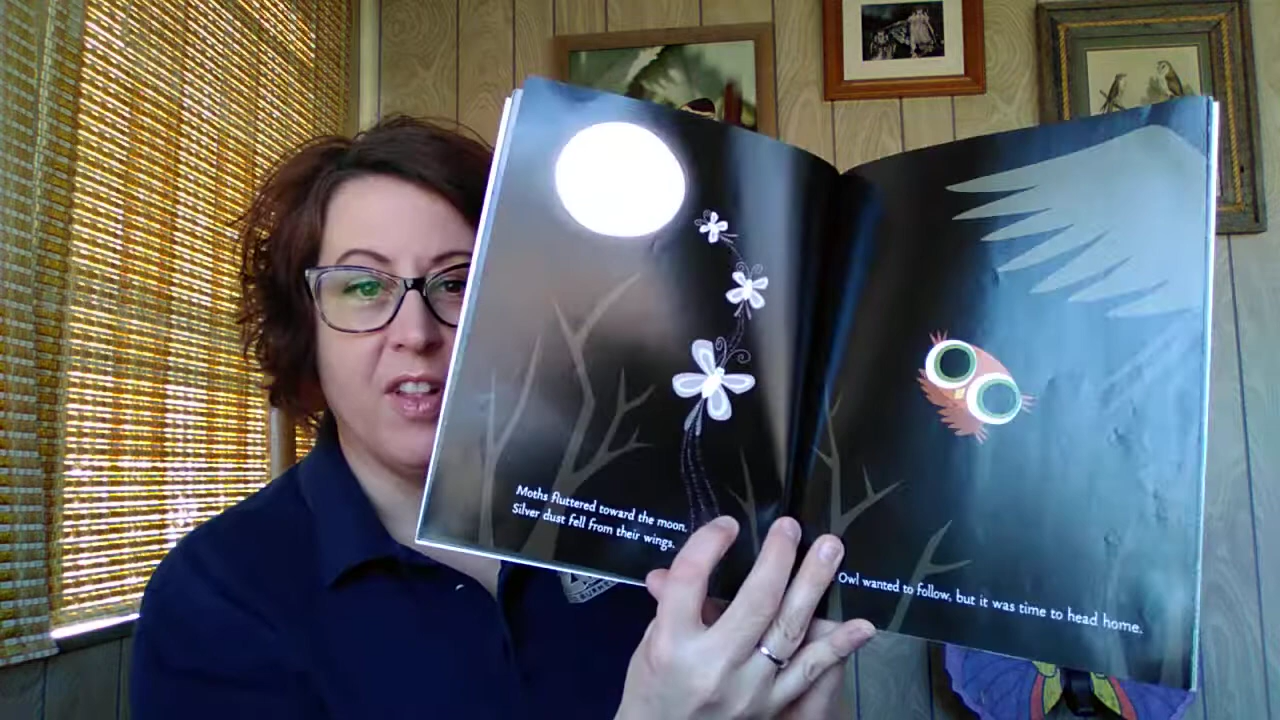 Moths fluttered toward the moon.
Silver dust fell from their wings.
Owl wanted to follow, but it was time to head home.